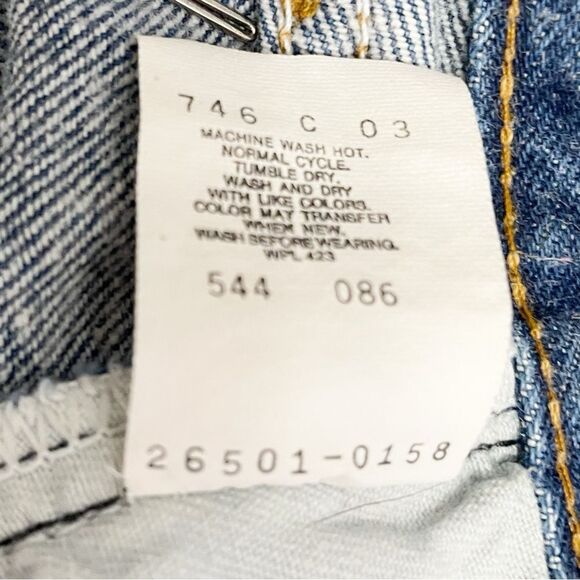 746 C 03
MACHINE WASH HOT.
NORMAL CYCLE.
TUMBLE DRY.
WASH AND DRY
WITH LIKE COLORS.
COLOR MAY TRANSFER
WHEN NEW.
WASH BEFORE WEARING.
WPL 423
544 086
26501-0158